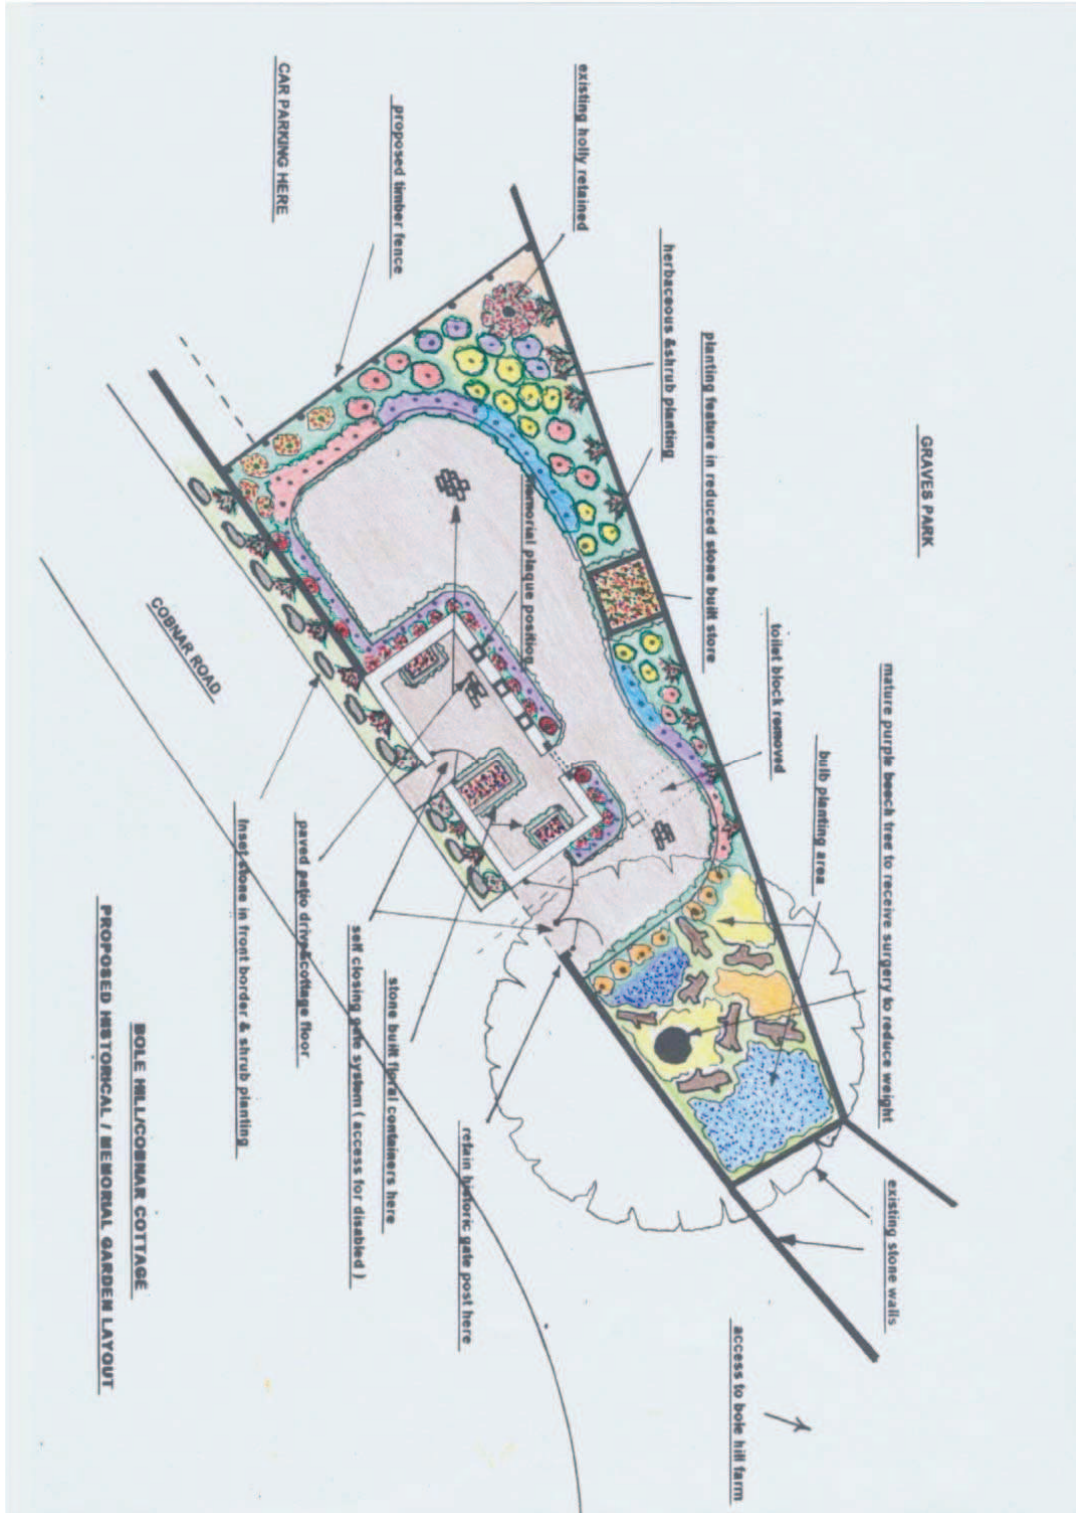 GRAVES PARK
existing holly retained
herbaceous &shrub planting
planting feature in reduced stone built store
toilet block removed
mature purple beech tree to receive surgery to reduce weight
bulb planting area
existing stone walls
access to bole hill farm
CAR PARKING HERE
proposed timber fence
memorial plaque position
COBNAR ROAD
Inset stone in front border & shrub planting
paved patio drive&cottage floor
self closing gate system ( access for disabled )
stone built floral containers here
retain historic gate post here
BOLE HILL/COBNAR COTTAGE
PROPOSED HISTORICAL / MEMORIAL GARDEN LAYOUT